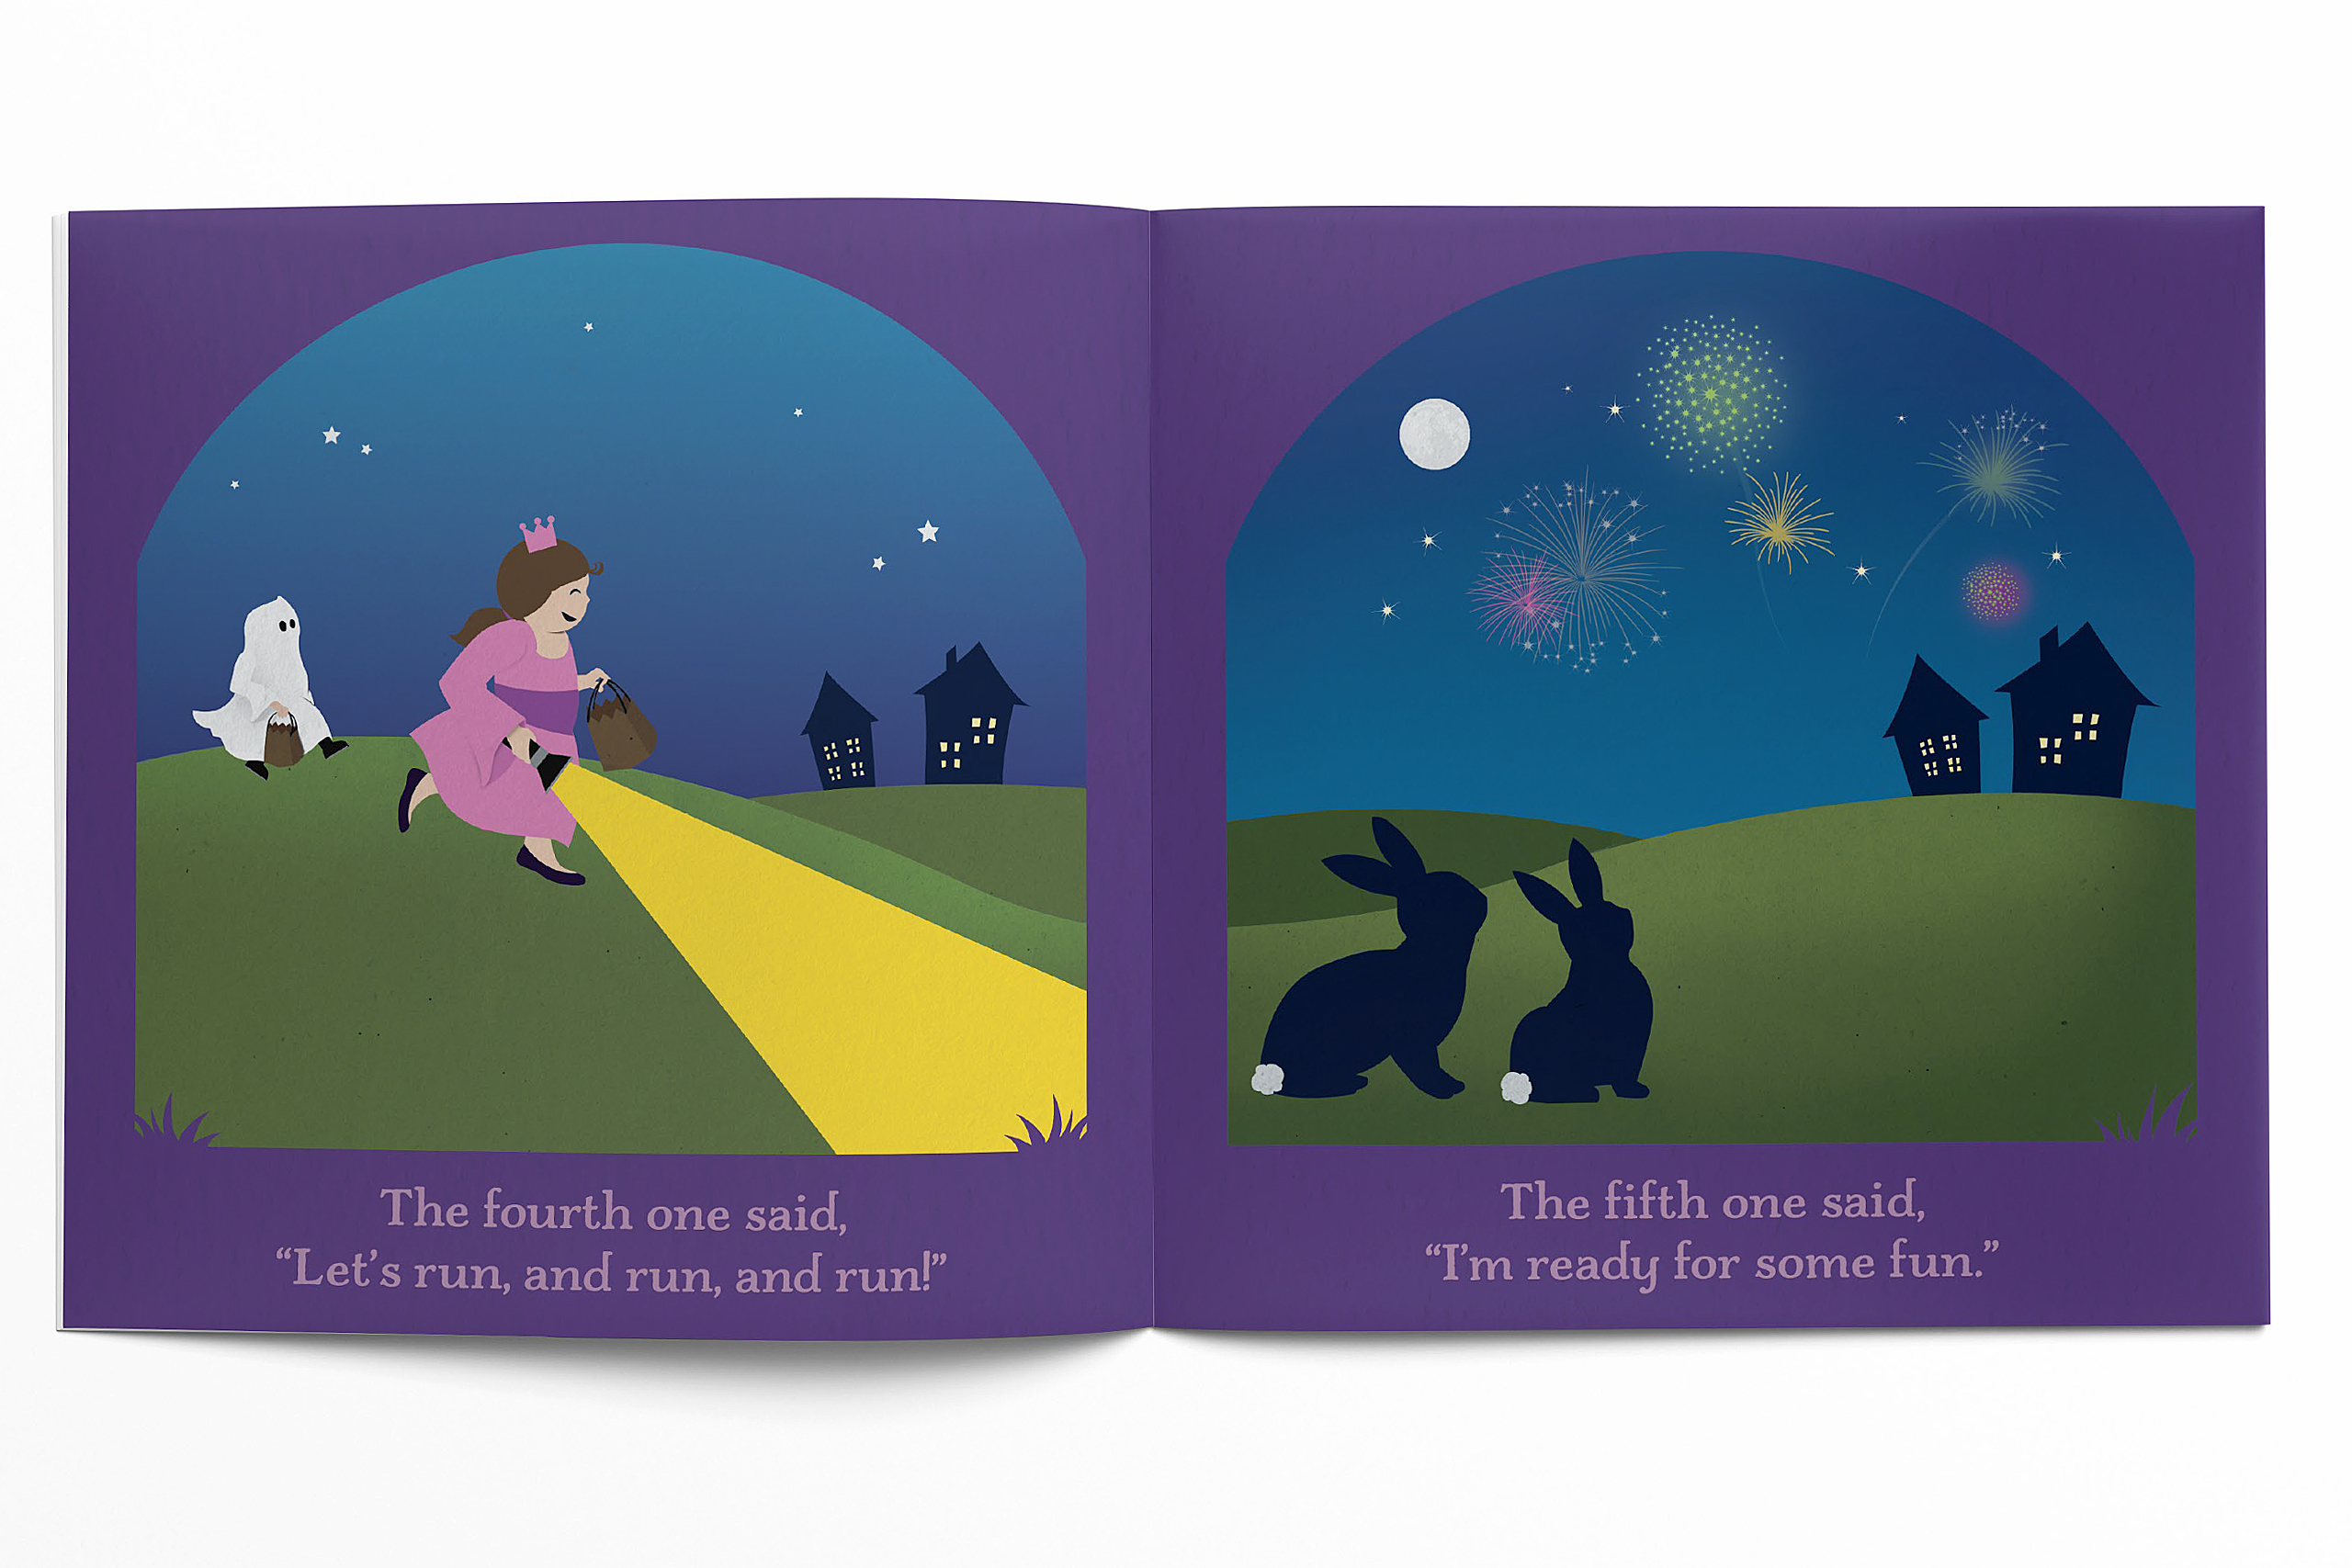 The fourth one said,
“Let’s run, and run, and run!”
The fifth one said,
“I’m ready for some fun.”